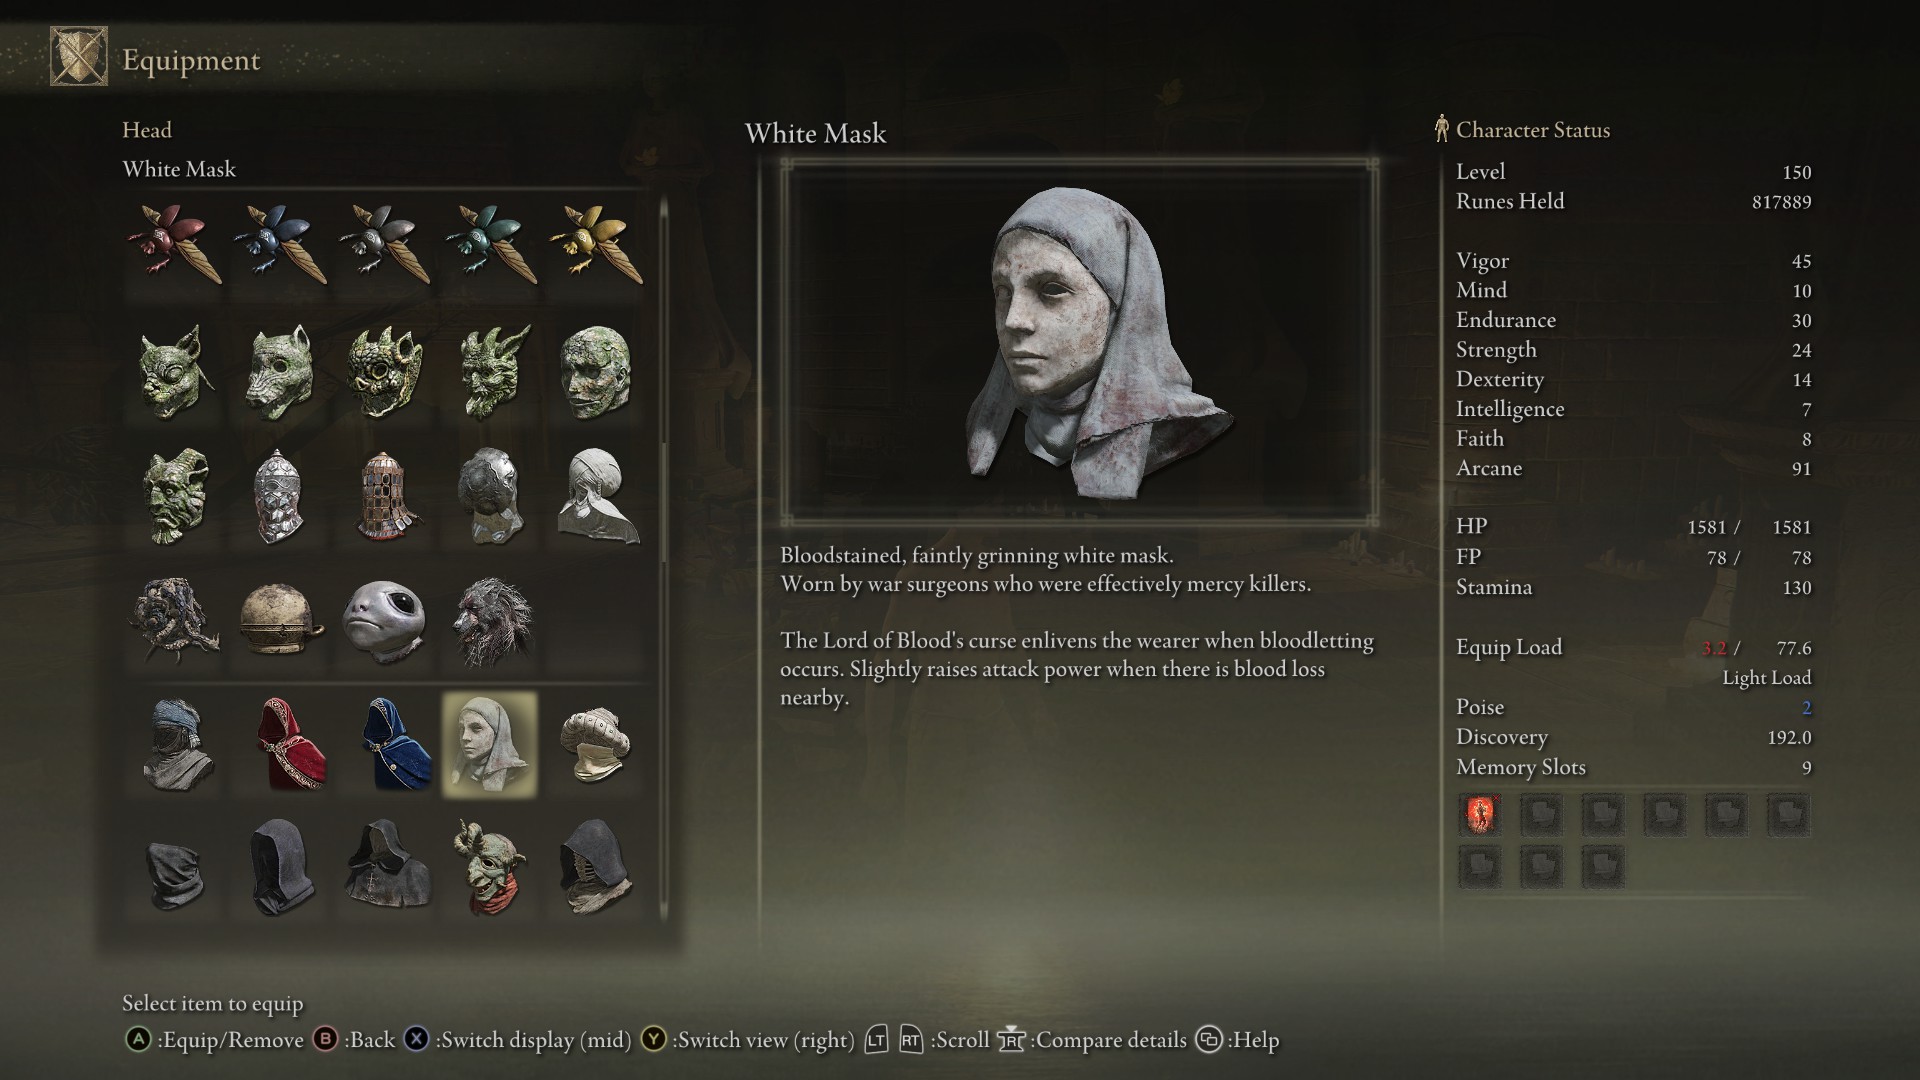 Equipment
Head
White Mask
White Mask
Bloodstained, faintly grinning white mask.
Worn by war surgeons who were effectively mercy killers.
The Lord of Blood's curse enlivens the wearer when bloodletting
occurs. Slightly raises attack power when there is blood loss
nearby.
Character Status
Level 150
Runes Held 817889
Vigor 45
Mind 10
Endurance 30
Strength 24
Dexterity 14
Intelligence 7
Faith 8
Arcane 91
HP 1581 / 1581
FP 78 / 78
Stamina 130
Equip Load 3.2 / 77.6
Light Load
Poise 2
Discovery 192.0
Memory Slots 9
Select item to equip
A :Equip/Remove B :Back X :Switch display (mid) Y :Switch view (right) LT RT :Scroll R :Compare details :Help